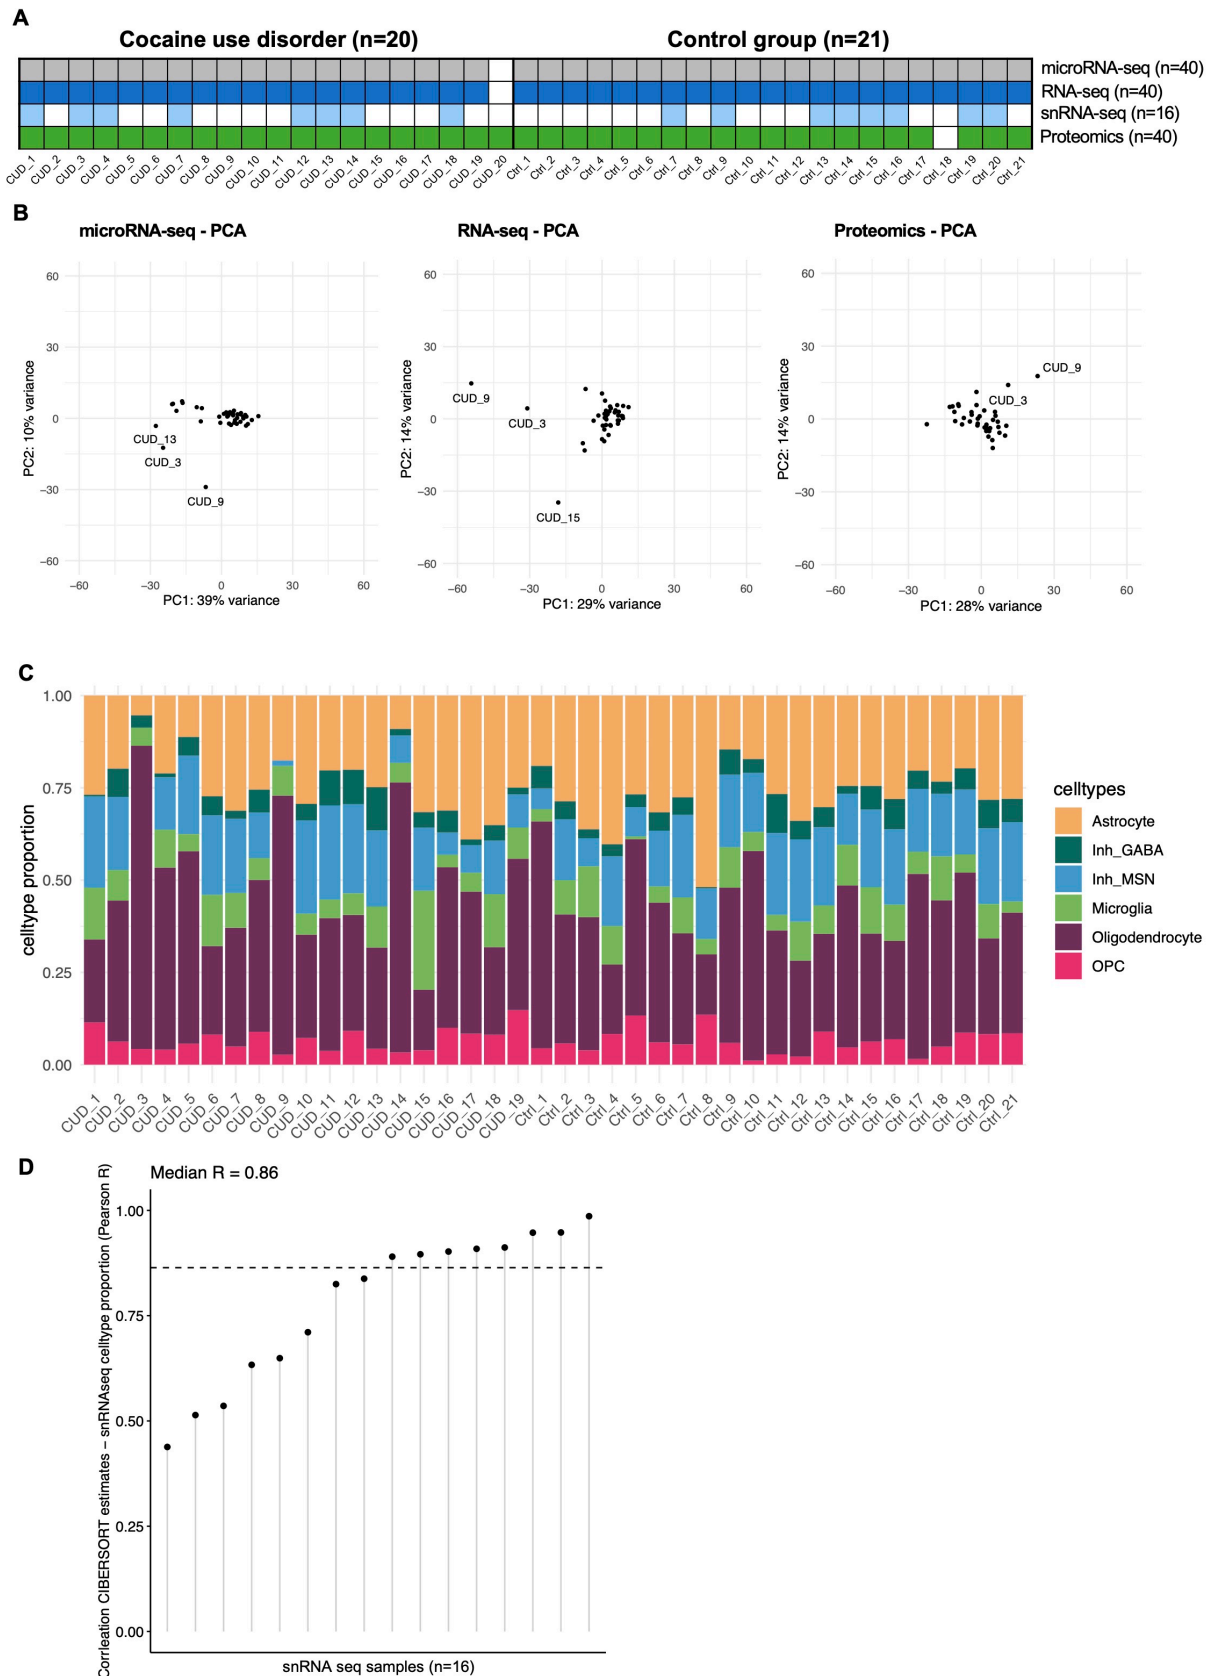 A
Cocaine use disorder (n=20)
Control group (n=21)
microRNA-seq (n=40)
RNA-seq (n=40)
snRNA-seq (n=16)
Proteomics (n=40)
CUD_1 CUD_2 CUD_3 CUD_4 CUD_5 CUD_6 CUD_7 CUD_8 CUD_9 CUD_10 CUD_11 CUD_12 CUD_13 CUD_14 CUD_15 CUD_16 CUD_17 CUD_18 CUD_19 CUD_20 Ctrl_1 Ctrl_2 Ctrl_3 Ctrl_4 Ctrl_5 Ctrl_6 Ctrl_7 Ctrl_8 Ctrl_9 Ctrl_10 Ctrl_11 Ctrl_12 Ctrl_13 Ctrl_14 Ctrl_15 Ctrl_16 Ctrl_17 Ctrl_18 Ctrl_19 Ctrl_20 Ctrl_21
B
microRNA-seq - PCA
PC2: 10% variance
60
30
0
−30
−60
CUD_13
CUD_3
CUD_9
−60 −30 0 30 60
PC1: 39% variance
RNA-seq - PCA
PC2: 14% variance
60
30
0
−30
−60
CUD_9
CUD_3
CUD_15
−60 −30 0 30 60
PC1: 29% variance
Proteomics - PCA
PC2: 14% variance
60
30
0
−30
−60
CUD_9
CUD_3
−60 −30 0 30 60
PC1: 28% variance
C
celltype proportion
1.00
0.75
0.50
0.25
0.00
CUD_1 CUD_2 CUD_3 CUD_4 CUD_5 CUD_6 CUD_7 CUD_8 CUD_9 CUD_10 CUD_11 CUD_12 CUD_13 CUD_14 CUD_15 CUD_16 CUD_17 CUD_18 CUD_19 Ctrl_1 Ctrl_2 Ctrl_3 Ctrl_4 Ctrl_5 Ctrl_6 Ctrl_7 Ctrl_8 Ctrl_9 Ctrl_10 Ctrl_11 Ctrl_12 Ctrl_13 Ctrl_14 Ctrl_15 Ctrl_16 Ctrl_17 Ctrl_18 Ctrl_19 Ctrl_20 Ctrl_21
celltypes
Astrocyte
Inh_GABA
Inh_MSN
Microglia
Oligodendrocyte
OPC
D
Median R = 0.86
Corrleation CIBERSORT estimates − snRNAseq celltype proportion (Pearson R)
1.00
0.75
0.50
0.25
0.00
snRNA seq samples (n=16)